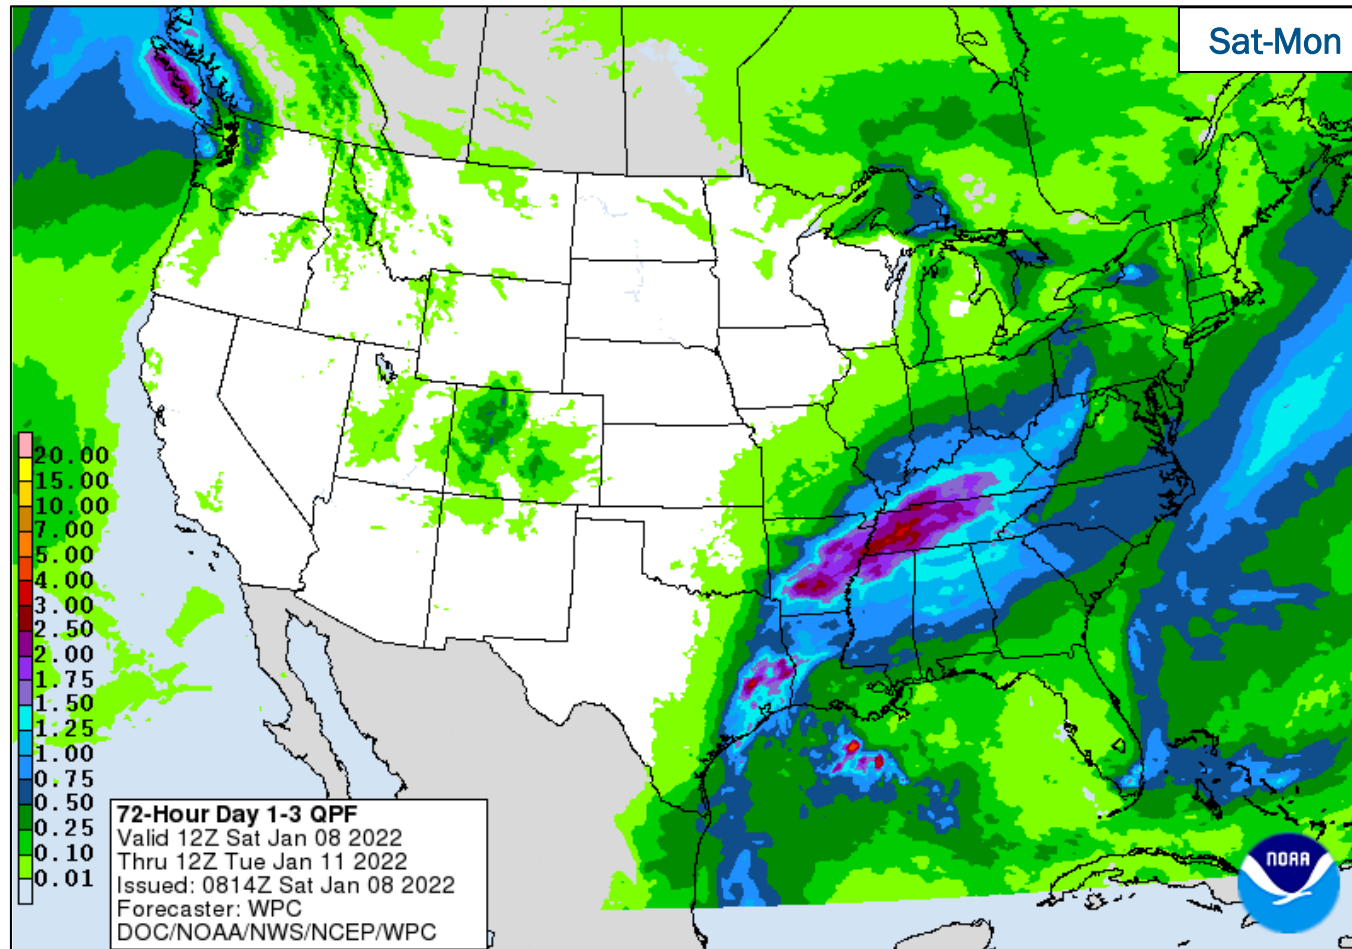 Sat-Mon
20.00
15.00
10.00
7.00
5.00
4.00
3.00
2.50
2.00
1.75
1.50
1.25
1.00
0.75
0.50
0.25
0.10
0.01
72-Hour Day 1-3 QPF
Valid 12Z Sat Jan 08 2022
Thru 12Z Tue Jan 11 2022
Issued: 0814Z Sat Jan 08 2022
Forecaster: WPC
DOC/NOAA/NWS/NCEP/WPC
NOAA